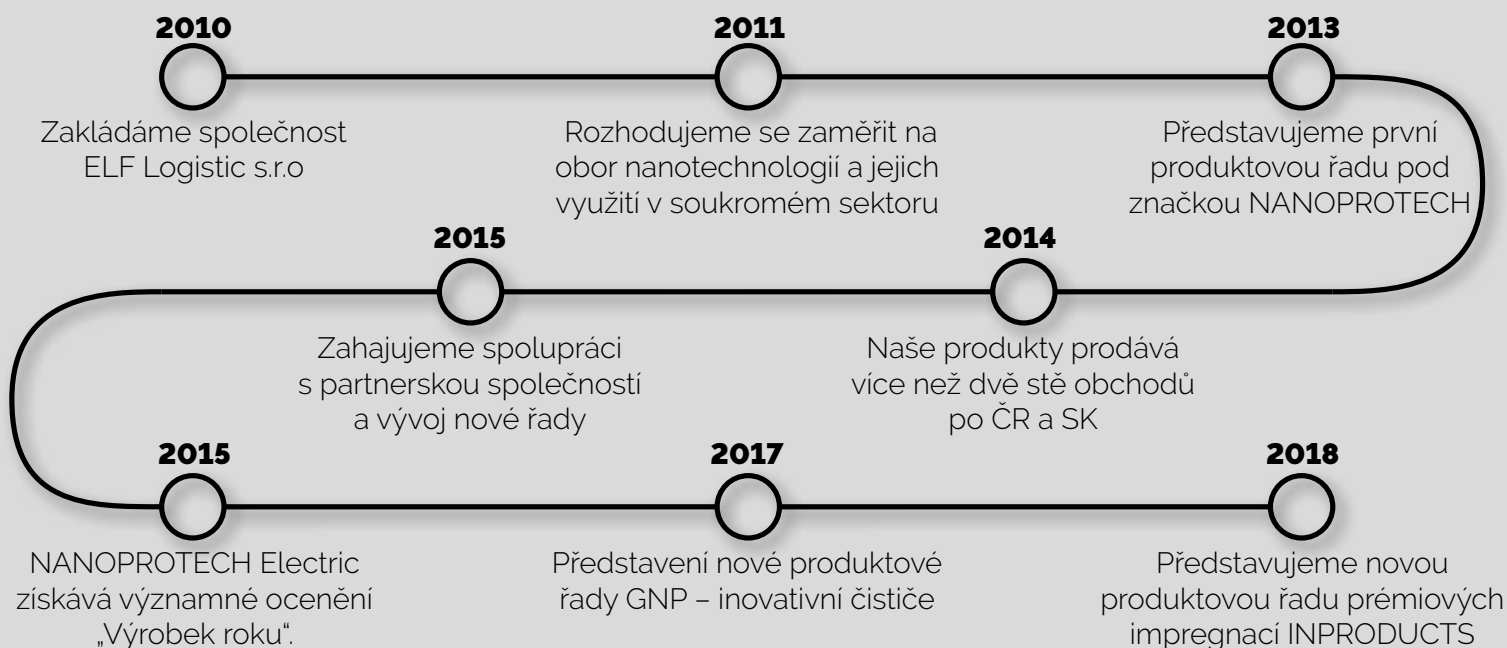 2010
Zakládáme společnost
ELF Logistic s.r.o
2011
Rozhodujeme se zaměřit na
obor nanotechnologií a jejich
využití v soukromém sektoru
2013
Představujeme první
produktovou řadu pod
značkou NANOPROTECH
2014
Naše produkty prodává
více než dvě stě obchodů
po ČR a SK
2015
Zahajujeme spolupráci
s partnerskou společností
a vývoj nové řady
2015
NANOPROTECH Electric
získává významné ocenění
„Výrobek roku“.
2017
Představení nové produktové
řady GNP – inovativní čističe
2018
Představujeme novou
produktovou řadu prémiových
impregnací INPRODUCTS